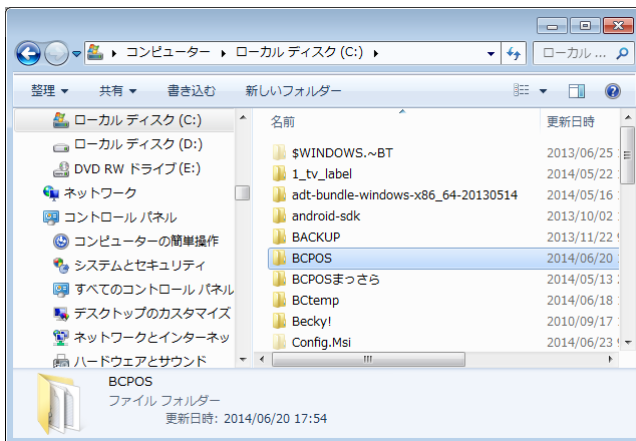 コンピューター ローカル ディスク (C:) ローカル ...
整理 共有 書き込む 新しいフォルダー
ローカル ディスク (C:)
ローカル ディスク (D:)
DVD RW ドライブ (E:)
ネットワーク
コントロール パネル
コンピューターの簡単操作
システムとセキュリティ
すべてのコントロール パネル
デスクトップのカスタマイズ
ネットワークとインターネッ
ハードウェアとサウンド
名前 更新日時
$WINDOWS.~BT 2013/06/25
1_tv_label 2014/05/22
adt-bundle-windows-x86_64-20130514 2014/05/16
android-sdk 2013/10/02
BACKUP 2013/11/22
BCPOS 2014/06/20
BCPOSまっさら 2014/05/13
BCtemp 2014/06/18
Becky! 2010/09/17
Config.Msi 2014/06/23
BCPOS
ファイル フォルダー
更新日時: 2014/06/20 17:54